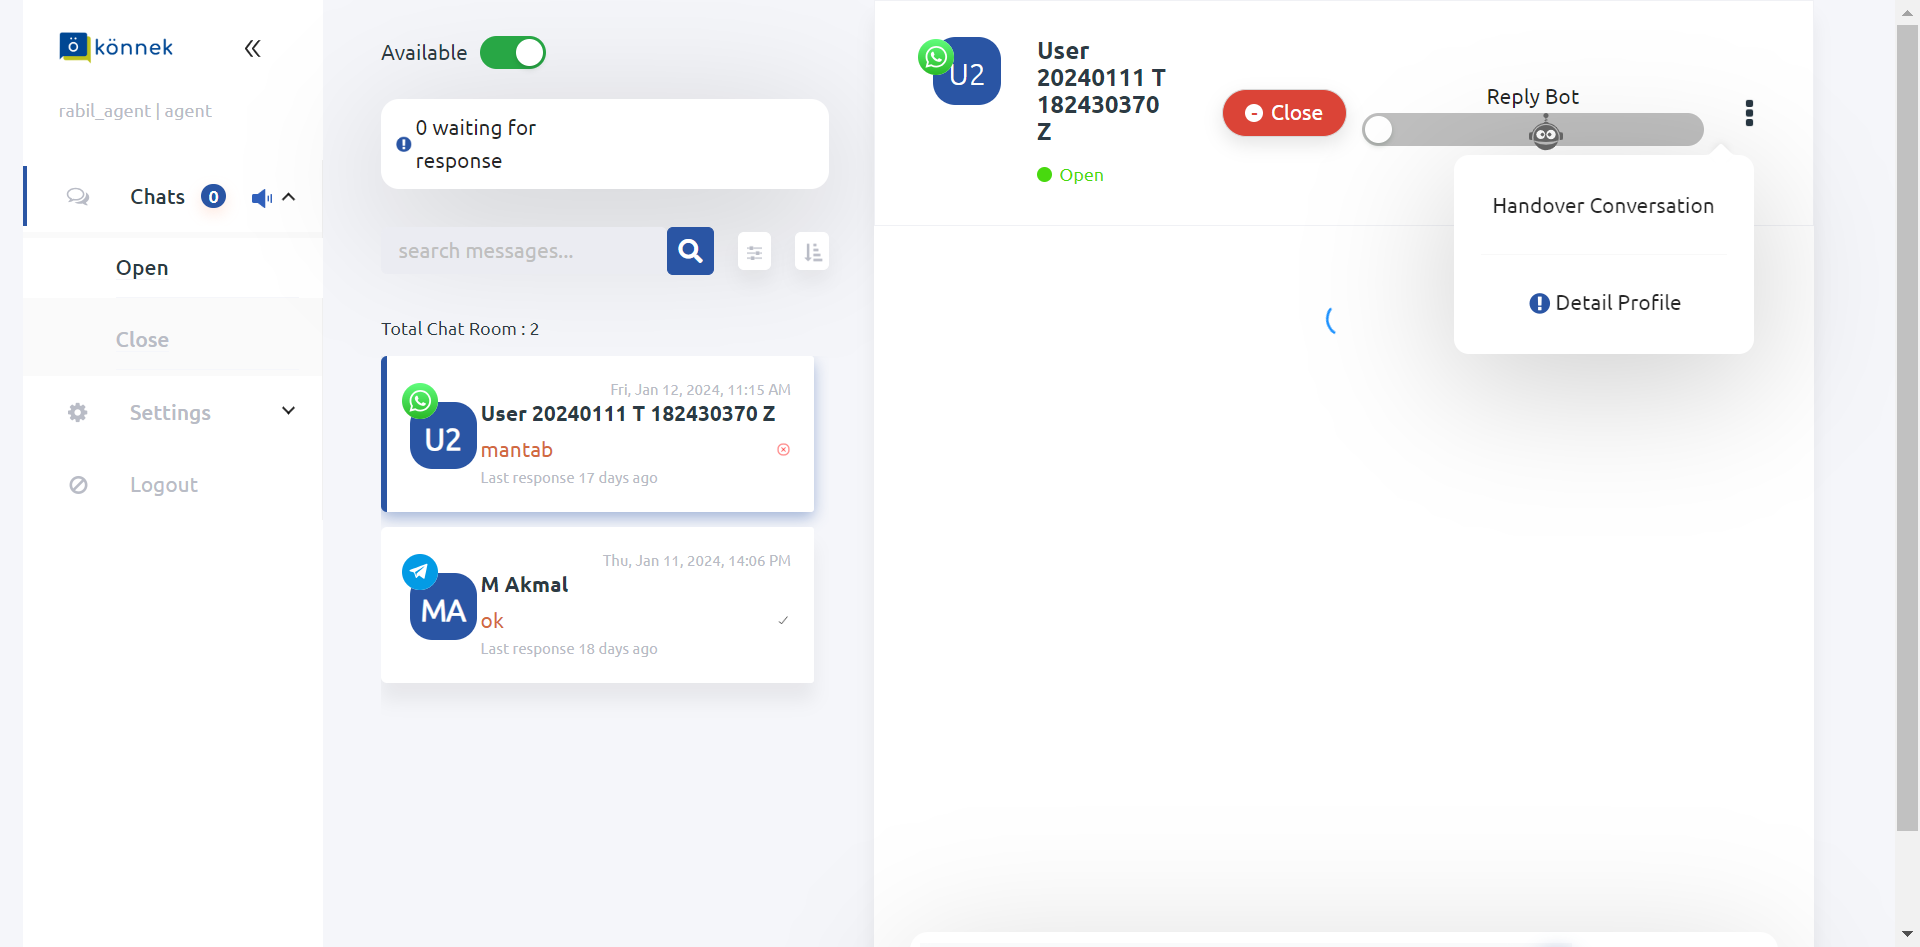 ö könnek
rabil_agent | agent
Chats 0
Open
Close
Settings
Logout
Available
0 waiting for
response
search messages...
Total Chat Room : 2
Fri, Jan 12, 2024, 11:15 AM
User 20240111 T 182430370 Z
U2
mantab
Last response 17 days ago
Thu, Jan 11, 2024, 14:06 PM
M Akmal
MA
ok
Last response 18 days ago
U2
User
20240111 T
182430370
Z
Open
Close
Reply Bot
Handover Conversation
Detail Profile